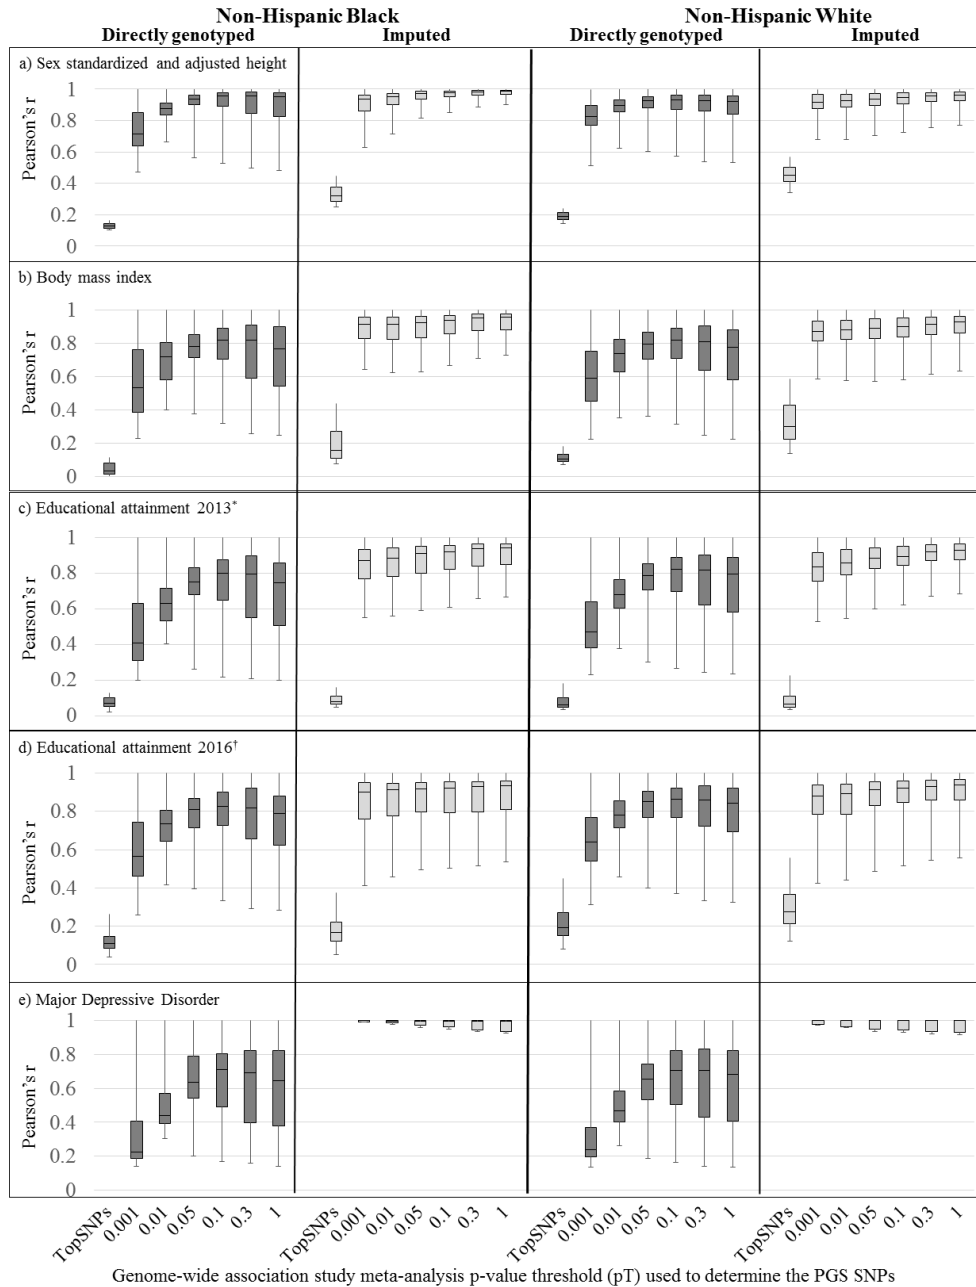 Non-Hispanic Black Non-Hispanic White
Directly genotyped Imputed Directly genotyped Imputed
a) Sex standardized and adjusted height
Pearson's r
1
0.8
0.6
0.4
0.2
0
b) Body mass index
Pearson's r
1
0.8
0.6
0.4
0.2
0
c) Educational attainment 2013*
Pearson's r
1
0.8
0.6
0.4
0.2
0
d) Educational attainment 2016†
Pearson's r
1
0.8
0.6
0.4
0.2
0
e) Major Depressive Disorder
Pearson's r
1
0.8
0.6
0.4
0.2
0
TopSNPs 0.001 0.01 0.05 0.1 0.3 1 TopSNPs 0.001 0.01 0.05 0.1 0.3 1 TopSNPs 0.001 0.01 0.05 0.1 0.3 1 TopSNPs 0.001 0.01 0.05 0.1 0.3 1
Genome-wide association study meta-analysis p-value threshold (pT) used to determine the PGS SNPs